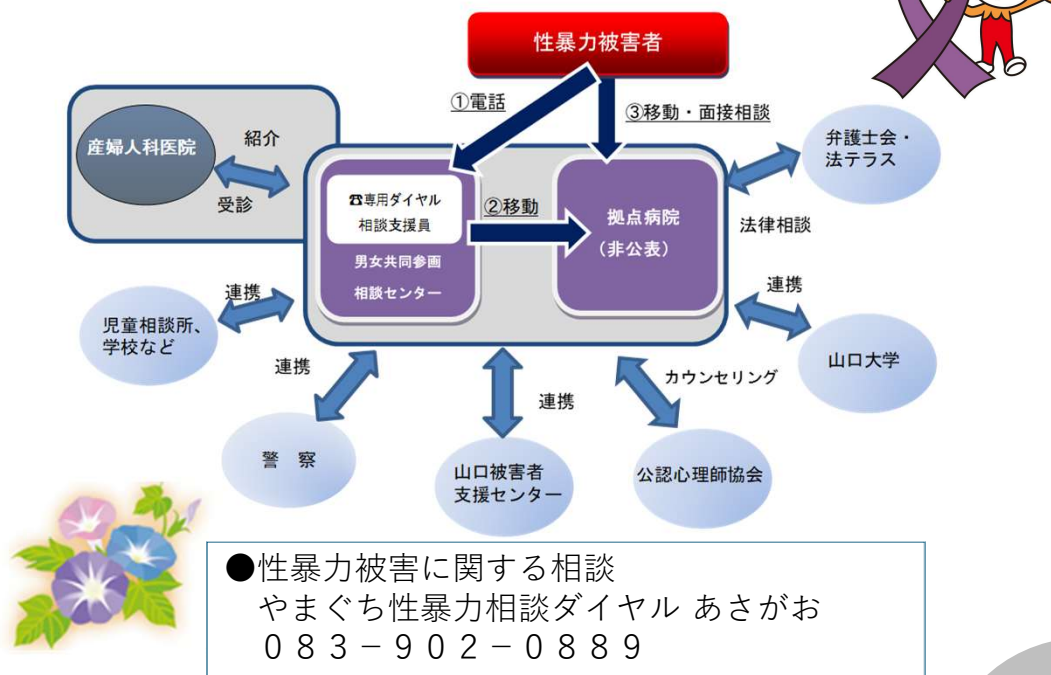 性暴力被害者
①電話
③移動・面接相談
産婦人科医院
紹介
受診
☎専用ダイヤル
相談支援員
男女共同参画
相談センター
②移動
拠点病院
（非公表）
弁護士会・
法テラス
法律相談
連携
児童相談所、
学校など
連携
山口大学
連携
警　察
連携
山口被害者
支援センター
カウンセリング
公認心理師協会
●性暴力被害に関する相談
やまぐち性暴力相談ダイヤル あさがお
０８３－９０２－０８８９